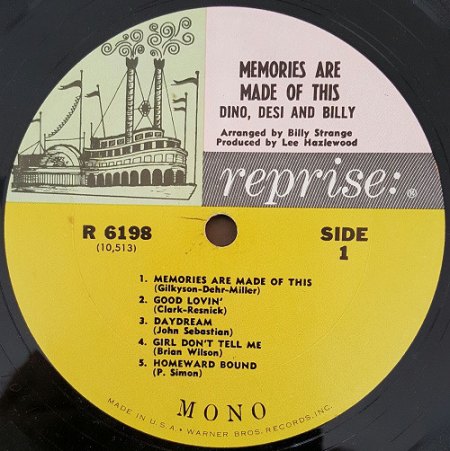 MEMORIES ARE
MADE OF THIS
DINO, DESI AND BILLY
Arranged by Billy Strange
Produced by Lee Hazlewood
reprise: ®
R 6198
(10,513)
SIDE
1
1. MEMORIES ARE MADE OF THIS
(Gilkyson-Dehr-Miller)
2. GOOD LOVIN'
(Clark-Resnick)
3. DAYDREAM
(John Sebastian)
4. GIRL DON'T TELL ME
(Brian Wilson)
5. HOMEWARD BOUND
(P. Simon)
MONO
MADE IN U.S.A. • WARNER BROS. RECORDS, INC.